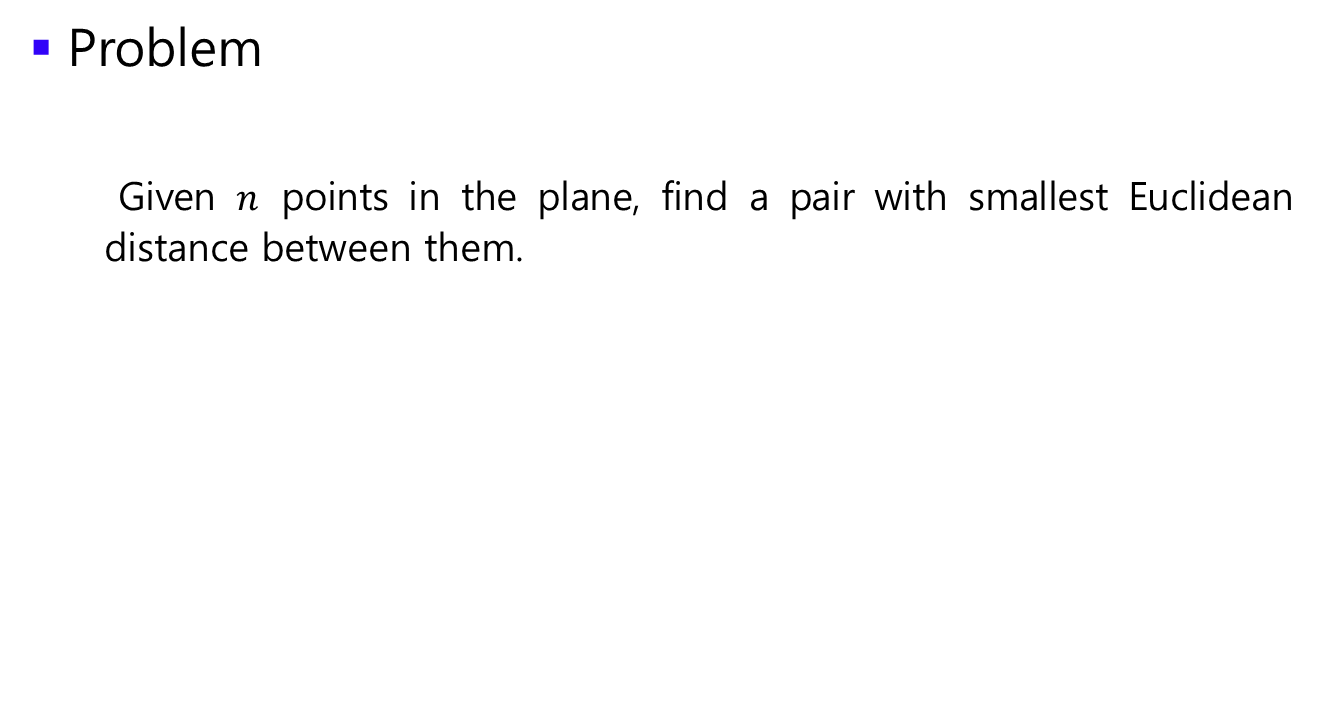 ▪ Problem
Given n points in the plane, find a pair with smallest Euclidean
distance between them.